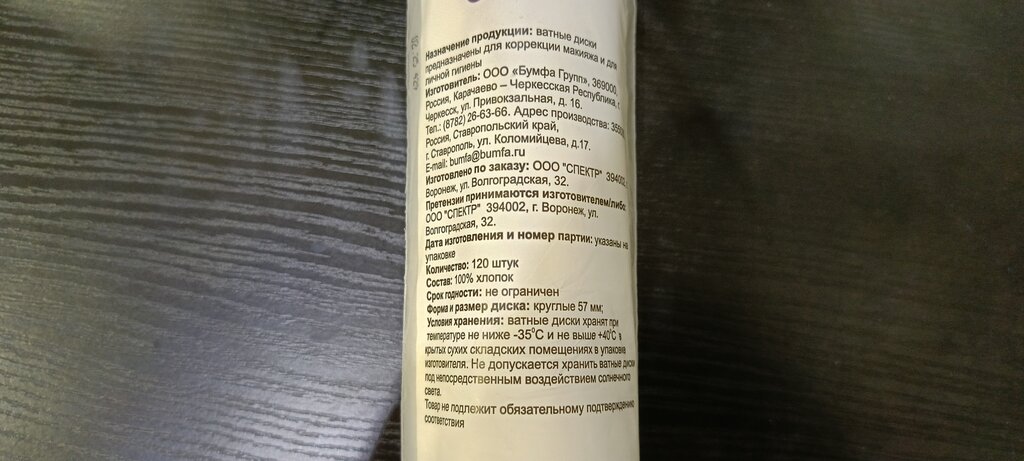 Назначение продукции: ватные диски
предназначены для коррекции макияжа и для
личной гигиены
Изготовитель: ООО «Бумфа Групп», 369000,
Россия, Карачаево – Черкесская Республика, г.
Черкесск, ул. Привокзальная, д. 16.
Тел.: (8782) 26-63-66. Адрес производства:
Россия, Ставропольский край,
г. Ставрополь, ул. Коломийцева, д.17.
E-mail: bumfa@bumfa.ru
Изготовлено по заказу: ООО "СПЕКТР" 394002,
Воронеж, ул. Волгоградская, 32.
Претензии принимаются изготовителем/либо
ООО "СПЕКТР" 394002, г. Воронеж, ул.
Волгоградская, 32.
Дата изготовления и номер партии: указаны на
упаковке
Количество: 120 штук
Состав: 100% хлопок
Срок годности: не ограничен
Форма и размер диска: круглые 57 мм;
Условия хранения: ватные диски хранят при
температуре не ниже -35°С и не выше +40°С в
крытых сухих складских помещениях в упаковке
изготовителя. Не допускается хранить ватные диски
под непосредственным воздействием солнечного
света.
Товар не подлежит обязательному подтверждению
соответствия